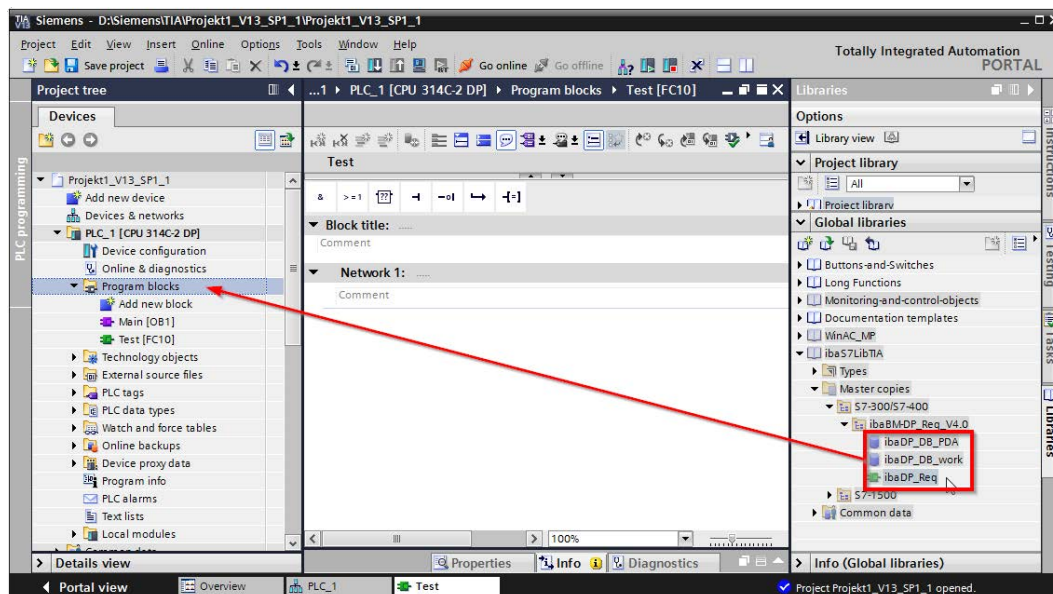 Siemens - D:\Siemens\TIA\Projekt1_V13_SP1_1\Projekt1_V13_SP1_1
Project Edit View Insert Online Options Tools Window Help
Totally Integrated Automation
PORTAL
Save project
Go online
Go offline
Project tree
Devices
PLC programming
Projekt1_V13_SP1_1
Add new device
Devices & networks
PLC_1 [CPU 314C-2 DP]
Device configuration
Online & diagnostics
Program blocks
Add new block
Main [OB1]
Test [FC10]
Technology objects
External source files
PLC tags
PLC data types
Watch and force tables
Online backups
Device proxy data
Program info
PLC alarms
Text lists
Local modules
Common data
Details view
...1 PLC_1 [CPU 314C-2 DP] Program blocks Test [FC10]
Test
& >=1 ?? -o| -[=]
Block title: .....
Comment
Network 1: .....
Comment
100%
Properties Info Diagnostics
Libraries
Options
Library view
Project library
All
Project library
Global libraries
Buttons-and-Switches
Long Functions
Monitoring-and-control-objects
Documentation templates
WinAC_MP
ibaS7LibTIA
Types
Master copies
S7-300/S7-400
ibaBM-DP_Req_V4.0
ibaDP_DB_PDA
ibaDP_DB_work
ibaDP_Req
S7-1500
Common data
Info (Global libraries)
Instructions
Testing
Tasks
Libraries
Portal view
Overview
PLC_1
Test
Project Projekt1_V13_SP1_1 opened.